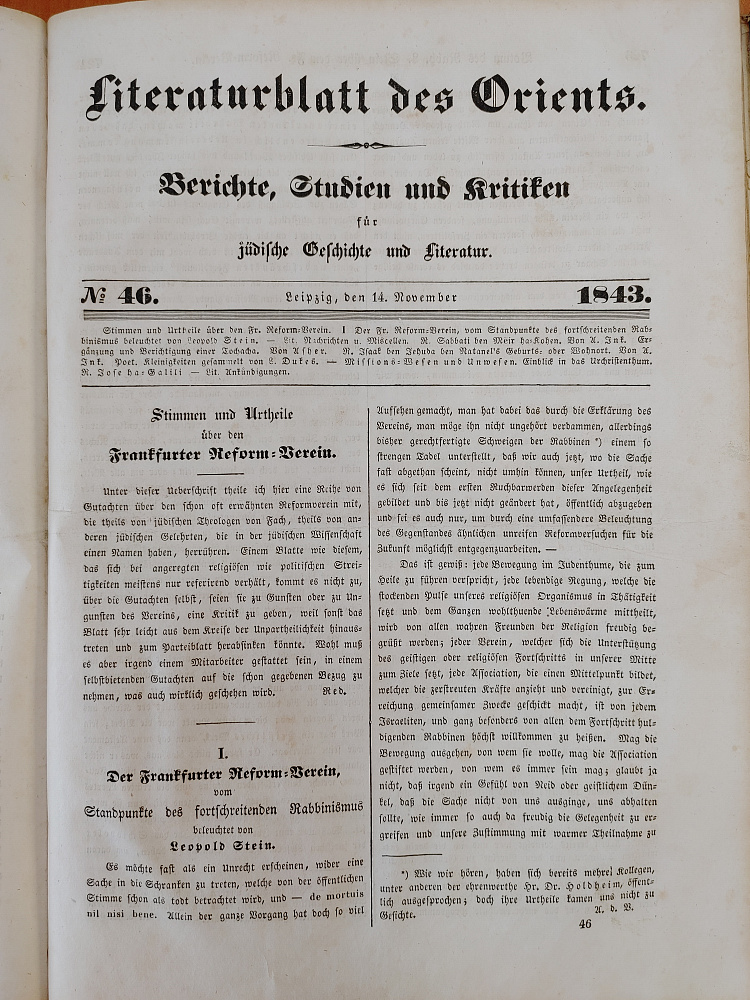 Literaturblatt des Orients.
Berichte, Studien und Kritiken
für
jüdische Geschichte und Literatur.
№ 46.
Leipzig, den 14. November
1843.
Stimmen und Urtheile über den Fr. Reform-Verein. I Der Fr. Reform-Verein, vom Standpunkte des fortschreitenden Rab-
binismus beleuchtet von Leopold Stein. — Lit. Nachrichten u. Miscellen. R. Sabbati ben Meir ha-Kohen. Von A. Ink. Er-
gänzung und Berichtigung einer Tochacha. Von Asher. R. Isaak ben Jehuda ben Natanel's Geburts- oder Wohnort. Von A.
Ink. Poet. Kleinigkeiten gesammelt von L. Dukes. — Missions-Wesen und Unwesen. Einblick in das Urchristenthum.
R. Jose ha-Galili — Lit. Ankündigungen.
Stimmen und Urtheile
über den
Frankfurter Reform-Verein.
Unter dieser Ueberschrift theile ich hier eine Reihe von
Gutachten über den schon oft erwähnten Reformverein mit,
die theils von jüdischen Theologen von Fach, theils von an-
deren jüdischen Gelehrten, die in der jüdischen Wissenschaft
einen Namen haben, herrühren. Einem Blatte wie diesem,
das sich bei angeregten religiösen wie politischen Strei-
tigkeiten meistens nur referirend verhält, kommt es nicht zu,
über die Gutachten selbst, seien sie zu Gunsten oder zu Un-
gunsten des Vereins, eine Kritik zu geben, weil sonst das
Blatt sehr leicht aus dem Kreise der Unpartheilichkeit hinaus-
treten und zum Parteiblatt herabsinken könnte. Wohl muß
es aber irgend einem Mitarbeiter gestattet sein, in einem
selbstbietenden Gutachten auf die schon gegebenen Bezug zu
nehmen, was auch wirklich geschehen wird. Red.
I.
Der Frankfurter Reform-Verein,
vom
Standpunkte des fortschreitenden Rabbinismus
beleuchtet von
Leopold Stein.
Es möchte fast als ein Unrecht erscheinen, wider eine
Sache in die Schranken zu treten, welche von der öffentlichen
Stimme schon als todt betrachtet wird, und — de mortuis
nil nisi bene. Allein der ganze Vorgang hat doch so viel
Aufsehen gemacht, man hat dabei das durch die Erklärung des
Vereins, man möge ihn nicht ungehört verdammen, allerdings
bisher gerechtfertigte Schweigen der Rabbinen *) einem so
strengen Tadel unterstellt, daß wir auch jetzt, wo die Sache
fast abgethan scheint, nicht umhin können, unser Urtheil, wie
es sich seit dem ersten Ruchbarwerden dieser Angelegenheit
gebildet und bis jetzt nicht geändert hat, öffentlich abzugeben
und sei es auch nur, um durch eine umfassendere Beleuchtung
des Gegenstandes ähnlichen unreifen Reformversuchen für die
Zukunft möglichst entgegenzuarbeiten. —
Das ist gewiß: jede Bewegung im Judenthume, die zum
Heile zu führen verspricht, jede lebendige Regung, welche die
stockenden Pulse unseres religiösen Organismus in Thätigkeit
setzt und dem Ganzen wohlthuende Lebenswärme mittheilt,
wird von allen wahren Freunden der Religion freudig be-
grüßt werden; jeder Verein, welcher sich die Unterstützung
des geistigen oder religiösen Fortschritts in unserer Mitte
zum Ziele setzt, jede Association, die einen Mittelpunkt bildet,
welcher die zerstreuten Kräfte anzieht und vereinigt, zur Er-
reichung gemeinsamer Zwecke geschickt macht, ist von jedem
Israeliten, und ganz besonders von allen dem Fortschritt hul-
digenden Rabbinen höchst willkommen zu heißen. Mag die
Bewegung ausgehen, von wem sie wolle, mag die Association
gestiftet werden, von wem es immer sein mag; glaubt ja
nicht, daß irgend ein Gefühl von Neid oder geistlichem Dün-
kel, daß die Sache nicht von uns ausginge, uns abhalten
sollte, wie immer so auch da freudig die Gelegenheit zu er-
greifen und unsere Zustimmung mit warmer Theilnahme zu
*) Wie wir hören, haben sich bereits mehre Kollegen,
unter anderen der ehrenwerthe Hr. Dr. Holdheim, öffent-
lich ausgesprochen; doch ihre Urtheile kamen uns nicht zu
Gesichte. A. d. V.
46